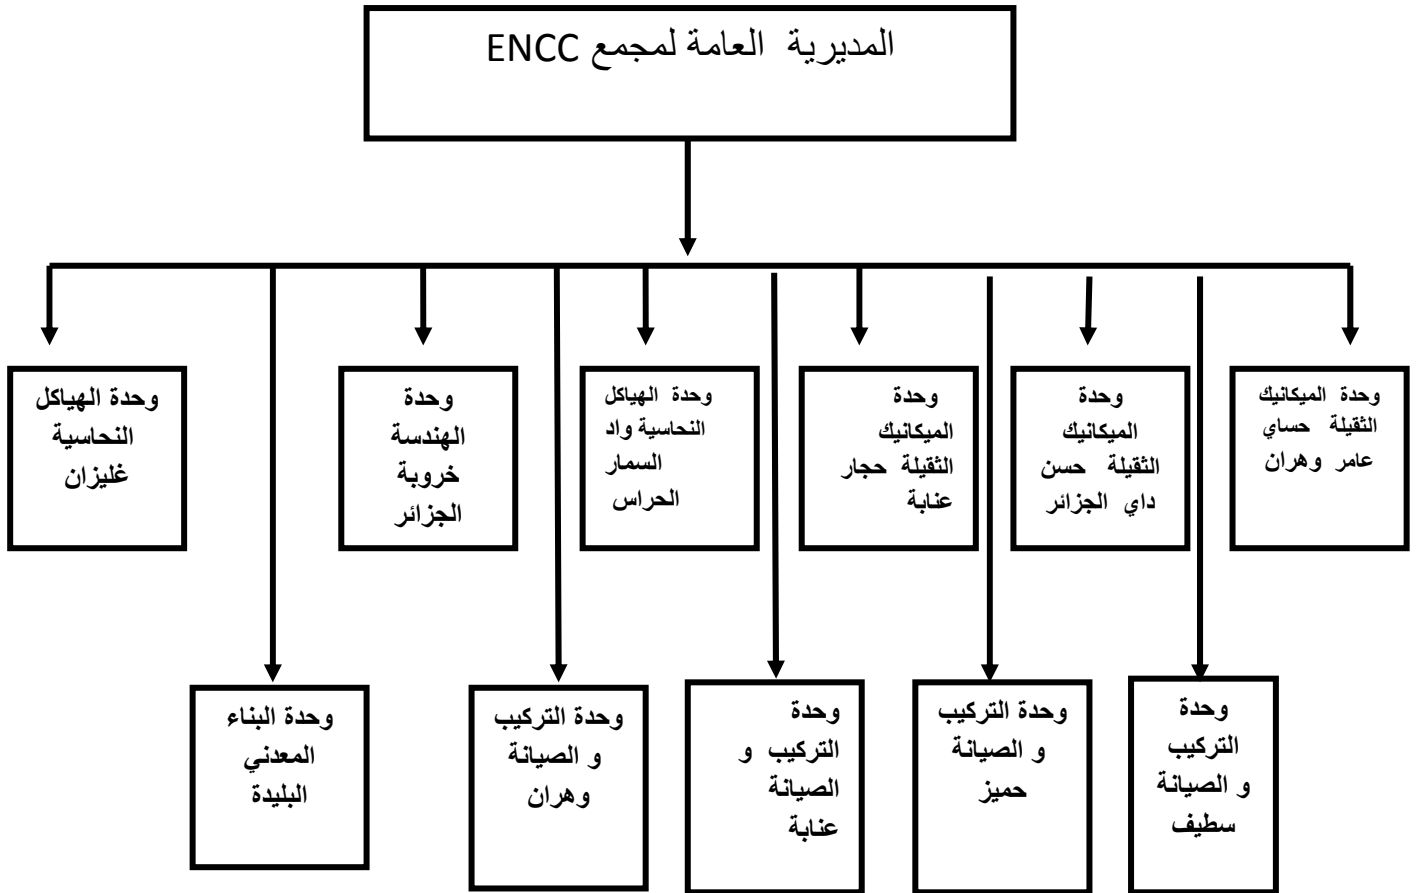 المديرية العامة لمجمع ENCC
وحدة الميكانيك
الثقيلة حساي
عامر وهران
وحدة
الميكانيك
الثقيلة حسن
داي الجزائر
وحدة
الميكانيك
الثقيلة حجار
عنابة
وحدة الهياكل
النحاسية واد
السمار
الحراس
وحدة
الهندسة
خروبة
الجزائر
وحدة الهياكل
النحاسية
غليزان
وحدة
التركيب
و الصيانة
سطيف
وحدة التركيب
و الصيانة
حميز
وحدة
التركيب و
الصيانة
عنابة
وحدة التركيب
و الصيانة
وهران
وحدة البناء
المعدني
البليدة